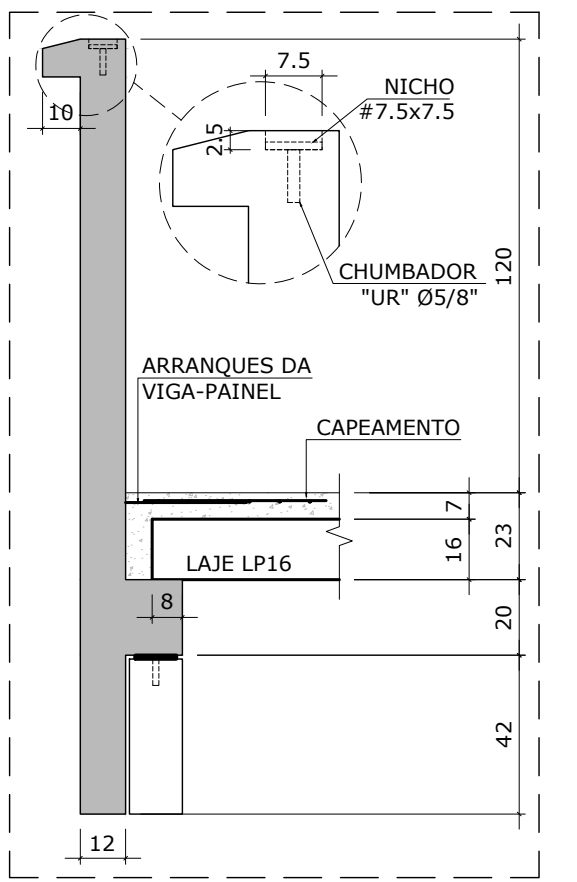 7.5
NICHO
#7.5x7.5
10
2.5
120
CHUMBADOR
"UR" Ø5/8"
ARRANQUES DA
VIGA-PAINEL
CAPEAMENTO
7
23
16
LAJE LP16
8
20
42
12